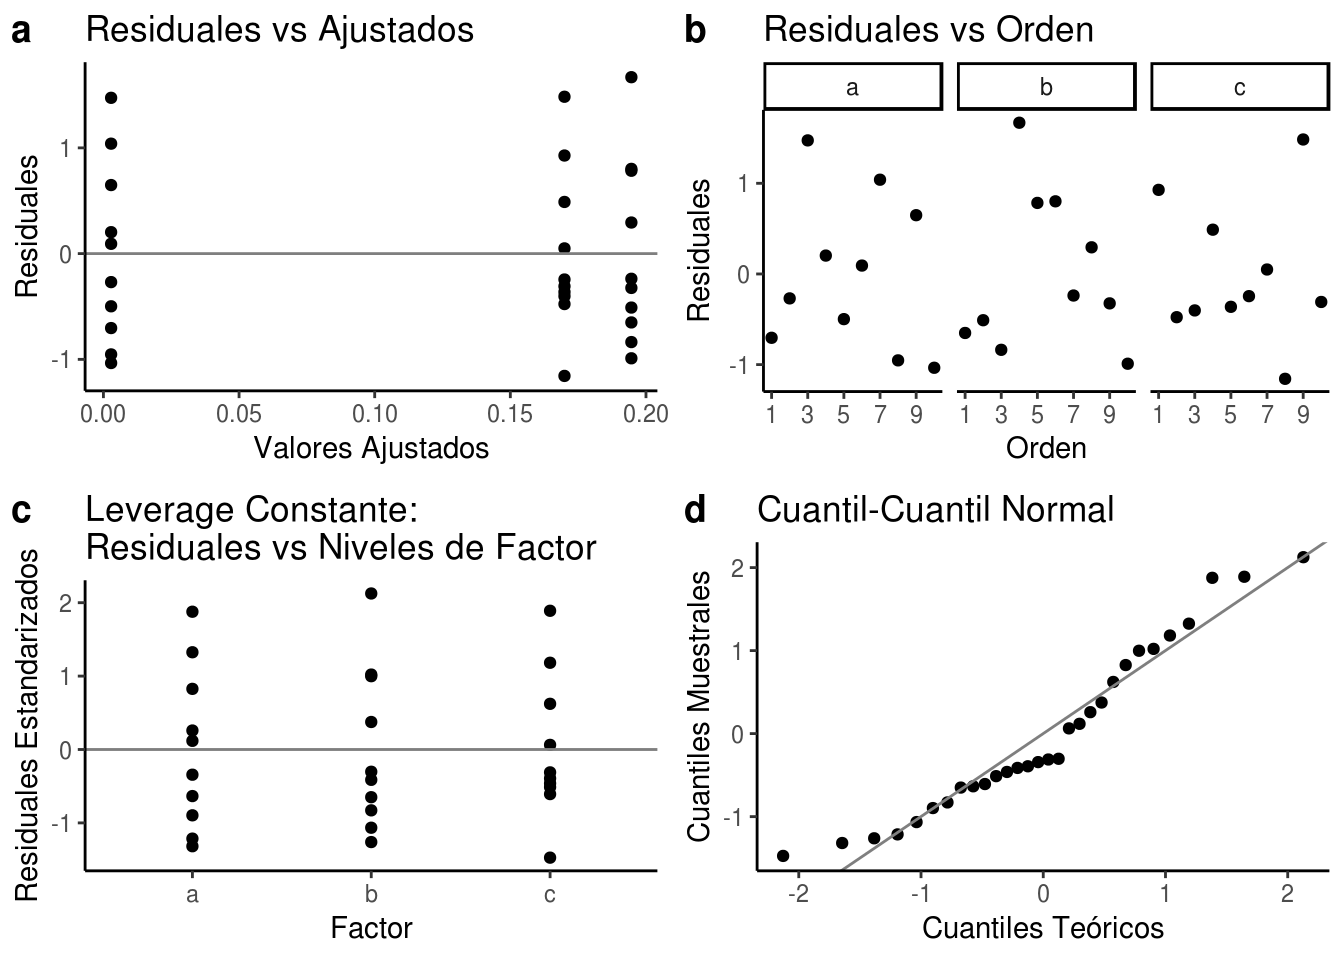 a Residuales vs Ajustados
Residuales
1
0
-1
0.00 0.05 0.10 0.15 0.20
Valores Ajustados
b Residuales vs Orden
a b c
Residuales
1
0
-1
1 3 5 7 9 1 3 5 7 9 1 3 5 7 9
Orden
c Leverage Constante:
Residuales vs Niveles de Factor
Residuales Estandarizados
2
1
0
-1
a b c
Factor
d Cuantil-Cuantil Normal
Cuantiles Muestrales
2
1
0
-1
-2 -1 0 1 2
Cuantiles Teóricos